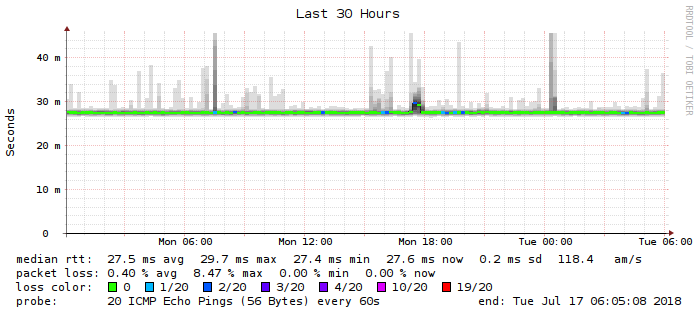 Last 30 Hours
RRDTOOL / TOBI OETIKER
Seconds
40 m
30 m
20 m
10 m
0
Mon 06:00 Mon 12:00 Mon 18:00 Tue 00:00 Tue 06:00
median rtt: 27.5 ms avg 29.7 ms max 27.4 ms min 27.6 ms now 0.2 ms sd 118.4 am/s
packet loss: 0.40 % avg 8.47 % max 0.00 % min 0.00 % now
loss color: 0 1/20 2/20 3/20 4/20 10/20 19/20
probe: 20 ICMP Echo Pings (56 Bytes) every 60s end: Tue Jul 17 06:05:08 2018